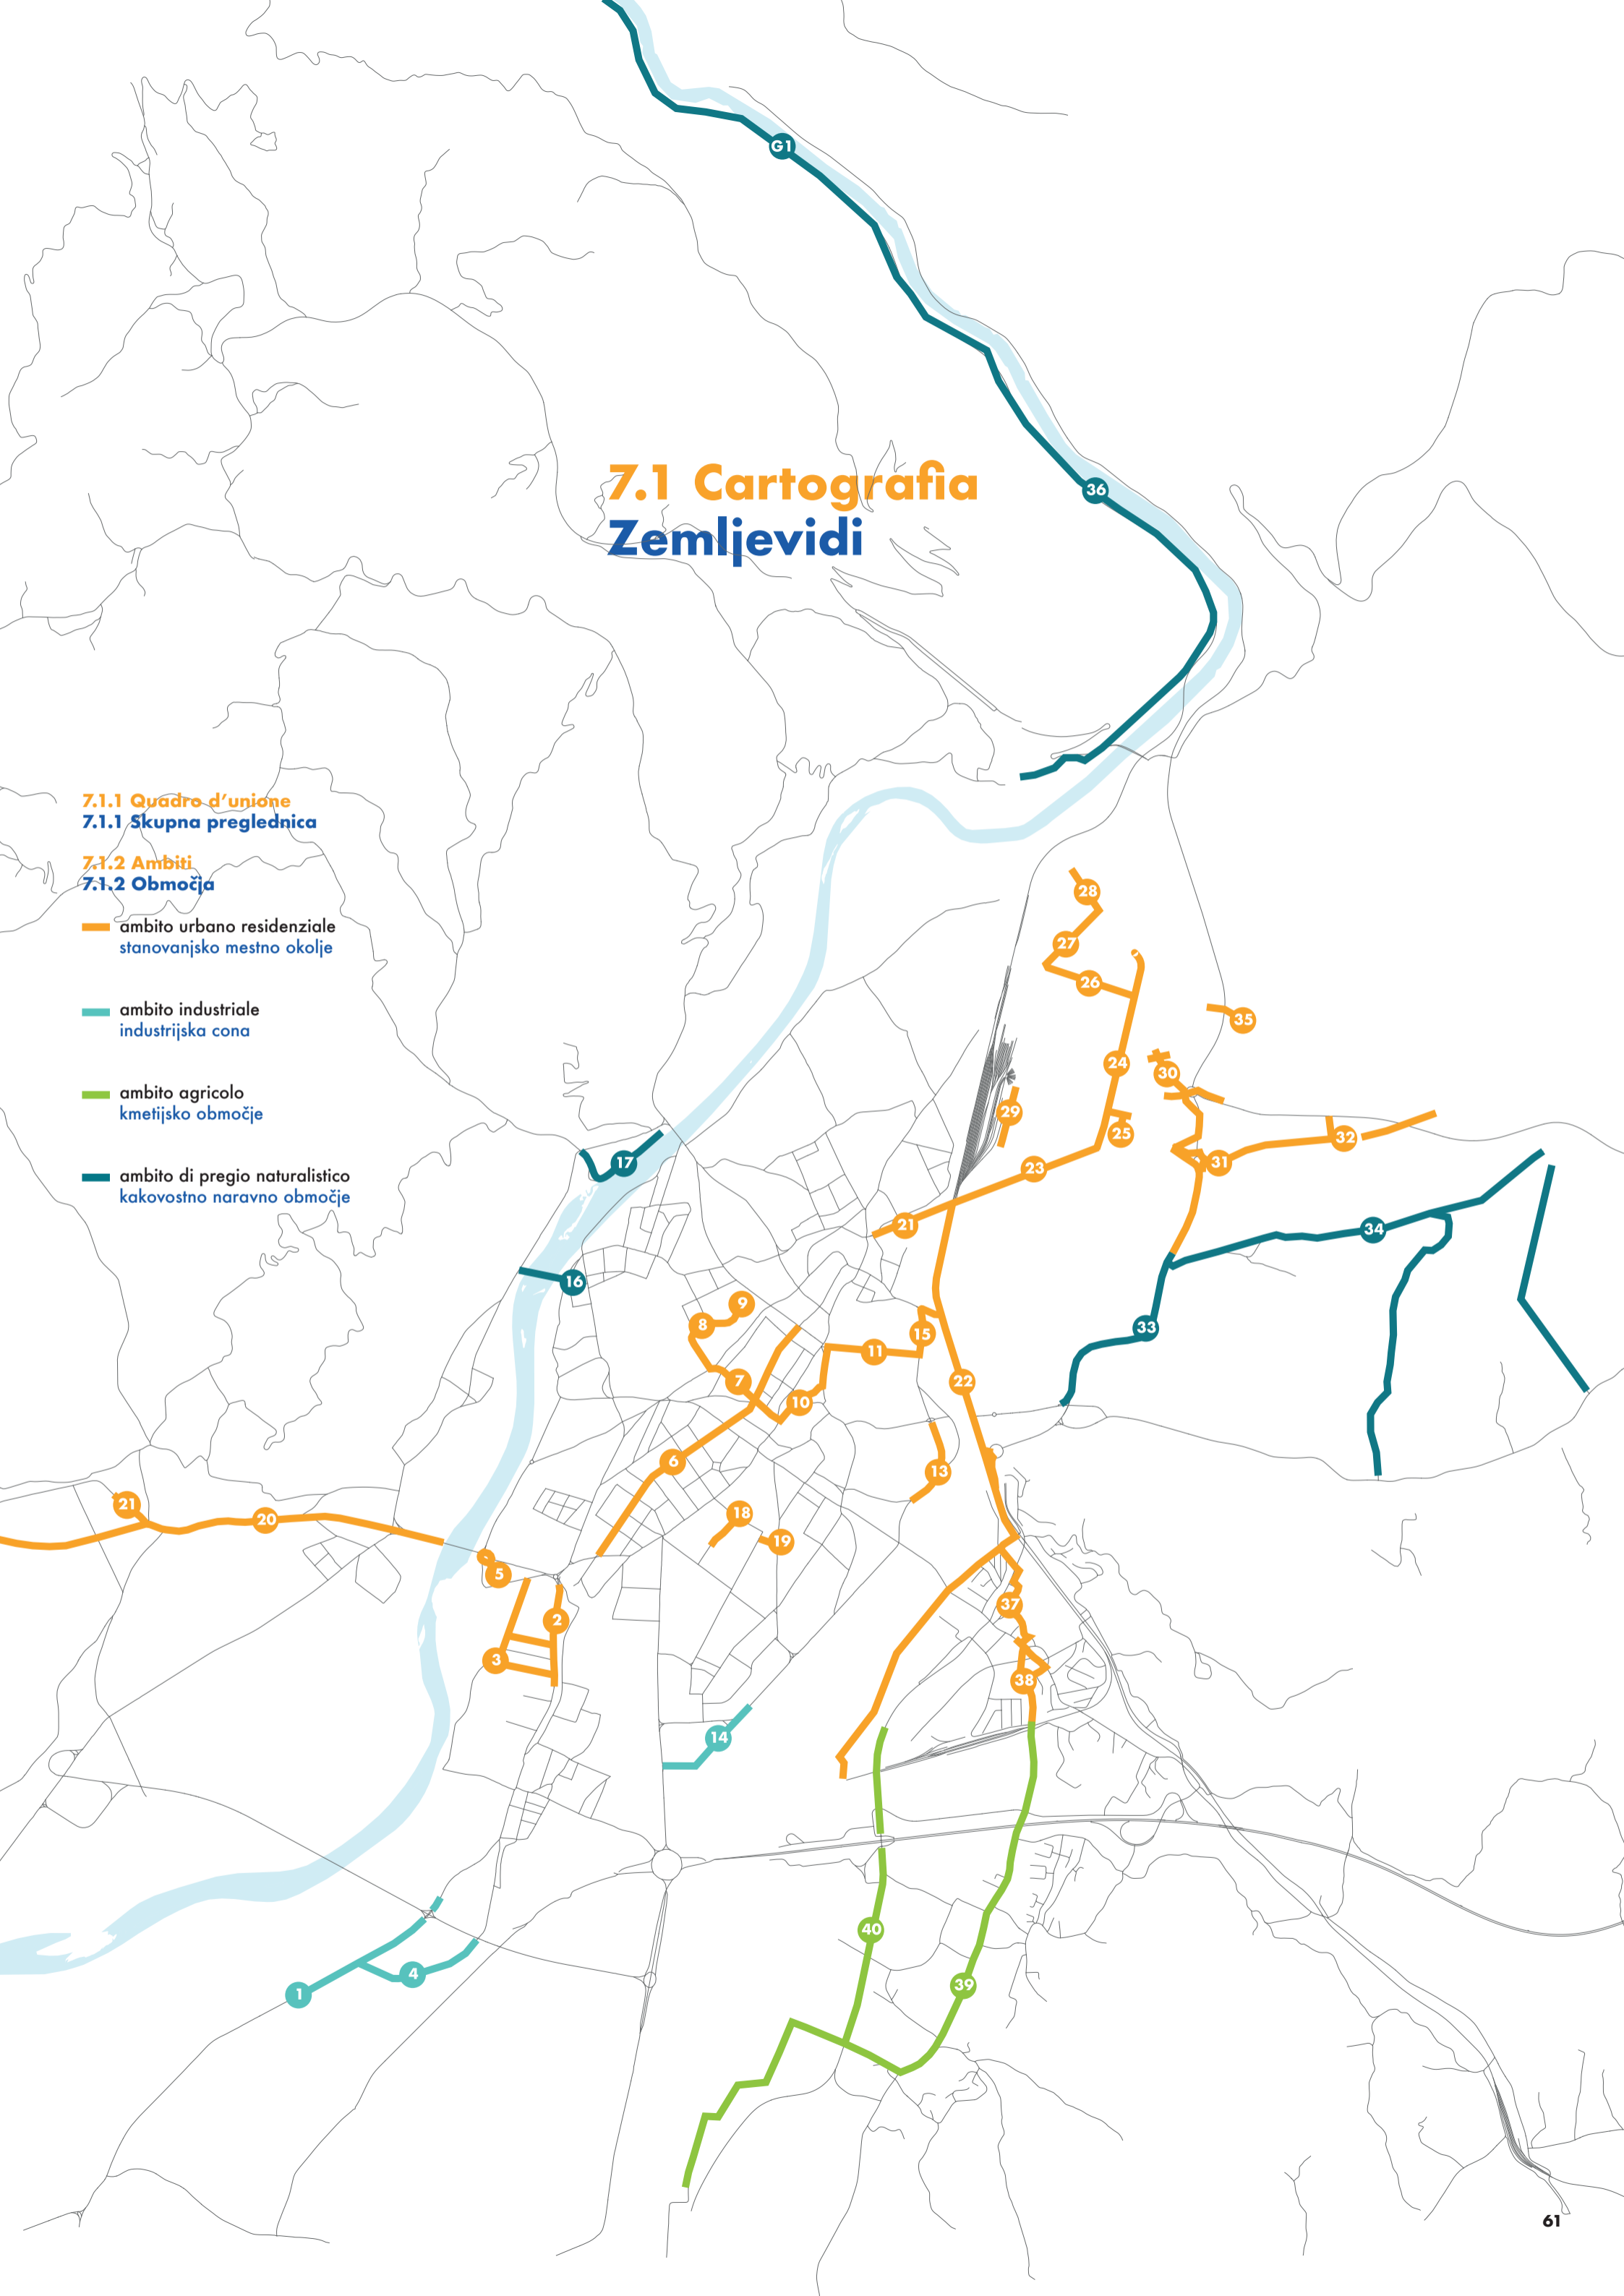 G1
36
7.1 Cartografia
Zemljevidi
7.1.1 Quadro d’unione
7.1.1 Skupna preglednica
7.1.2 Ambiti
7.1.2 Območja
ambito urbano residenziale
stanovanjsko mestno okolje
ambito industriale
industrijska cona
ambito agricolo
kmetijsko območje
ambito di pregio naturalistico
kakovostno naravno območje
28
27
26
35
24
30
29
25
32
31
17
23
21
34
16
9
8
33
15
11
7
22
10
6
13
21
18
20
19
5
37
2
3
38
14
40
4
39
1
61